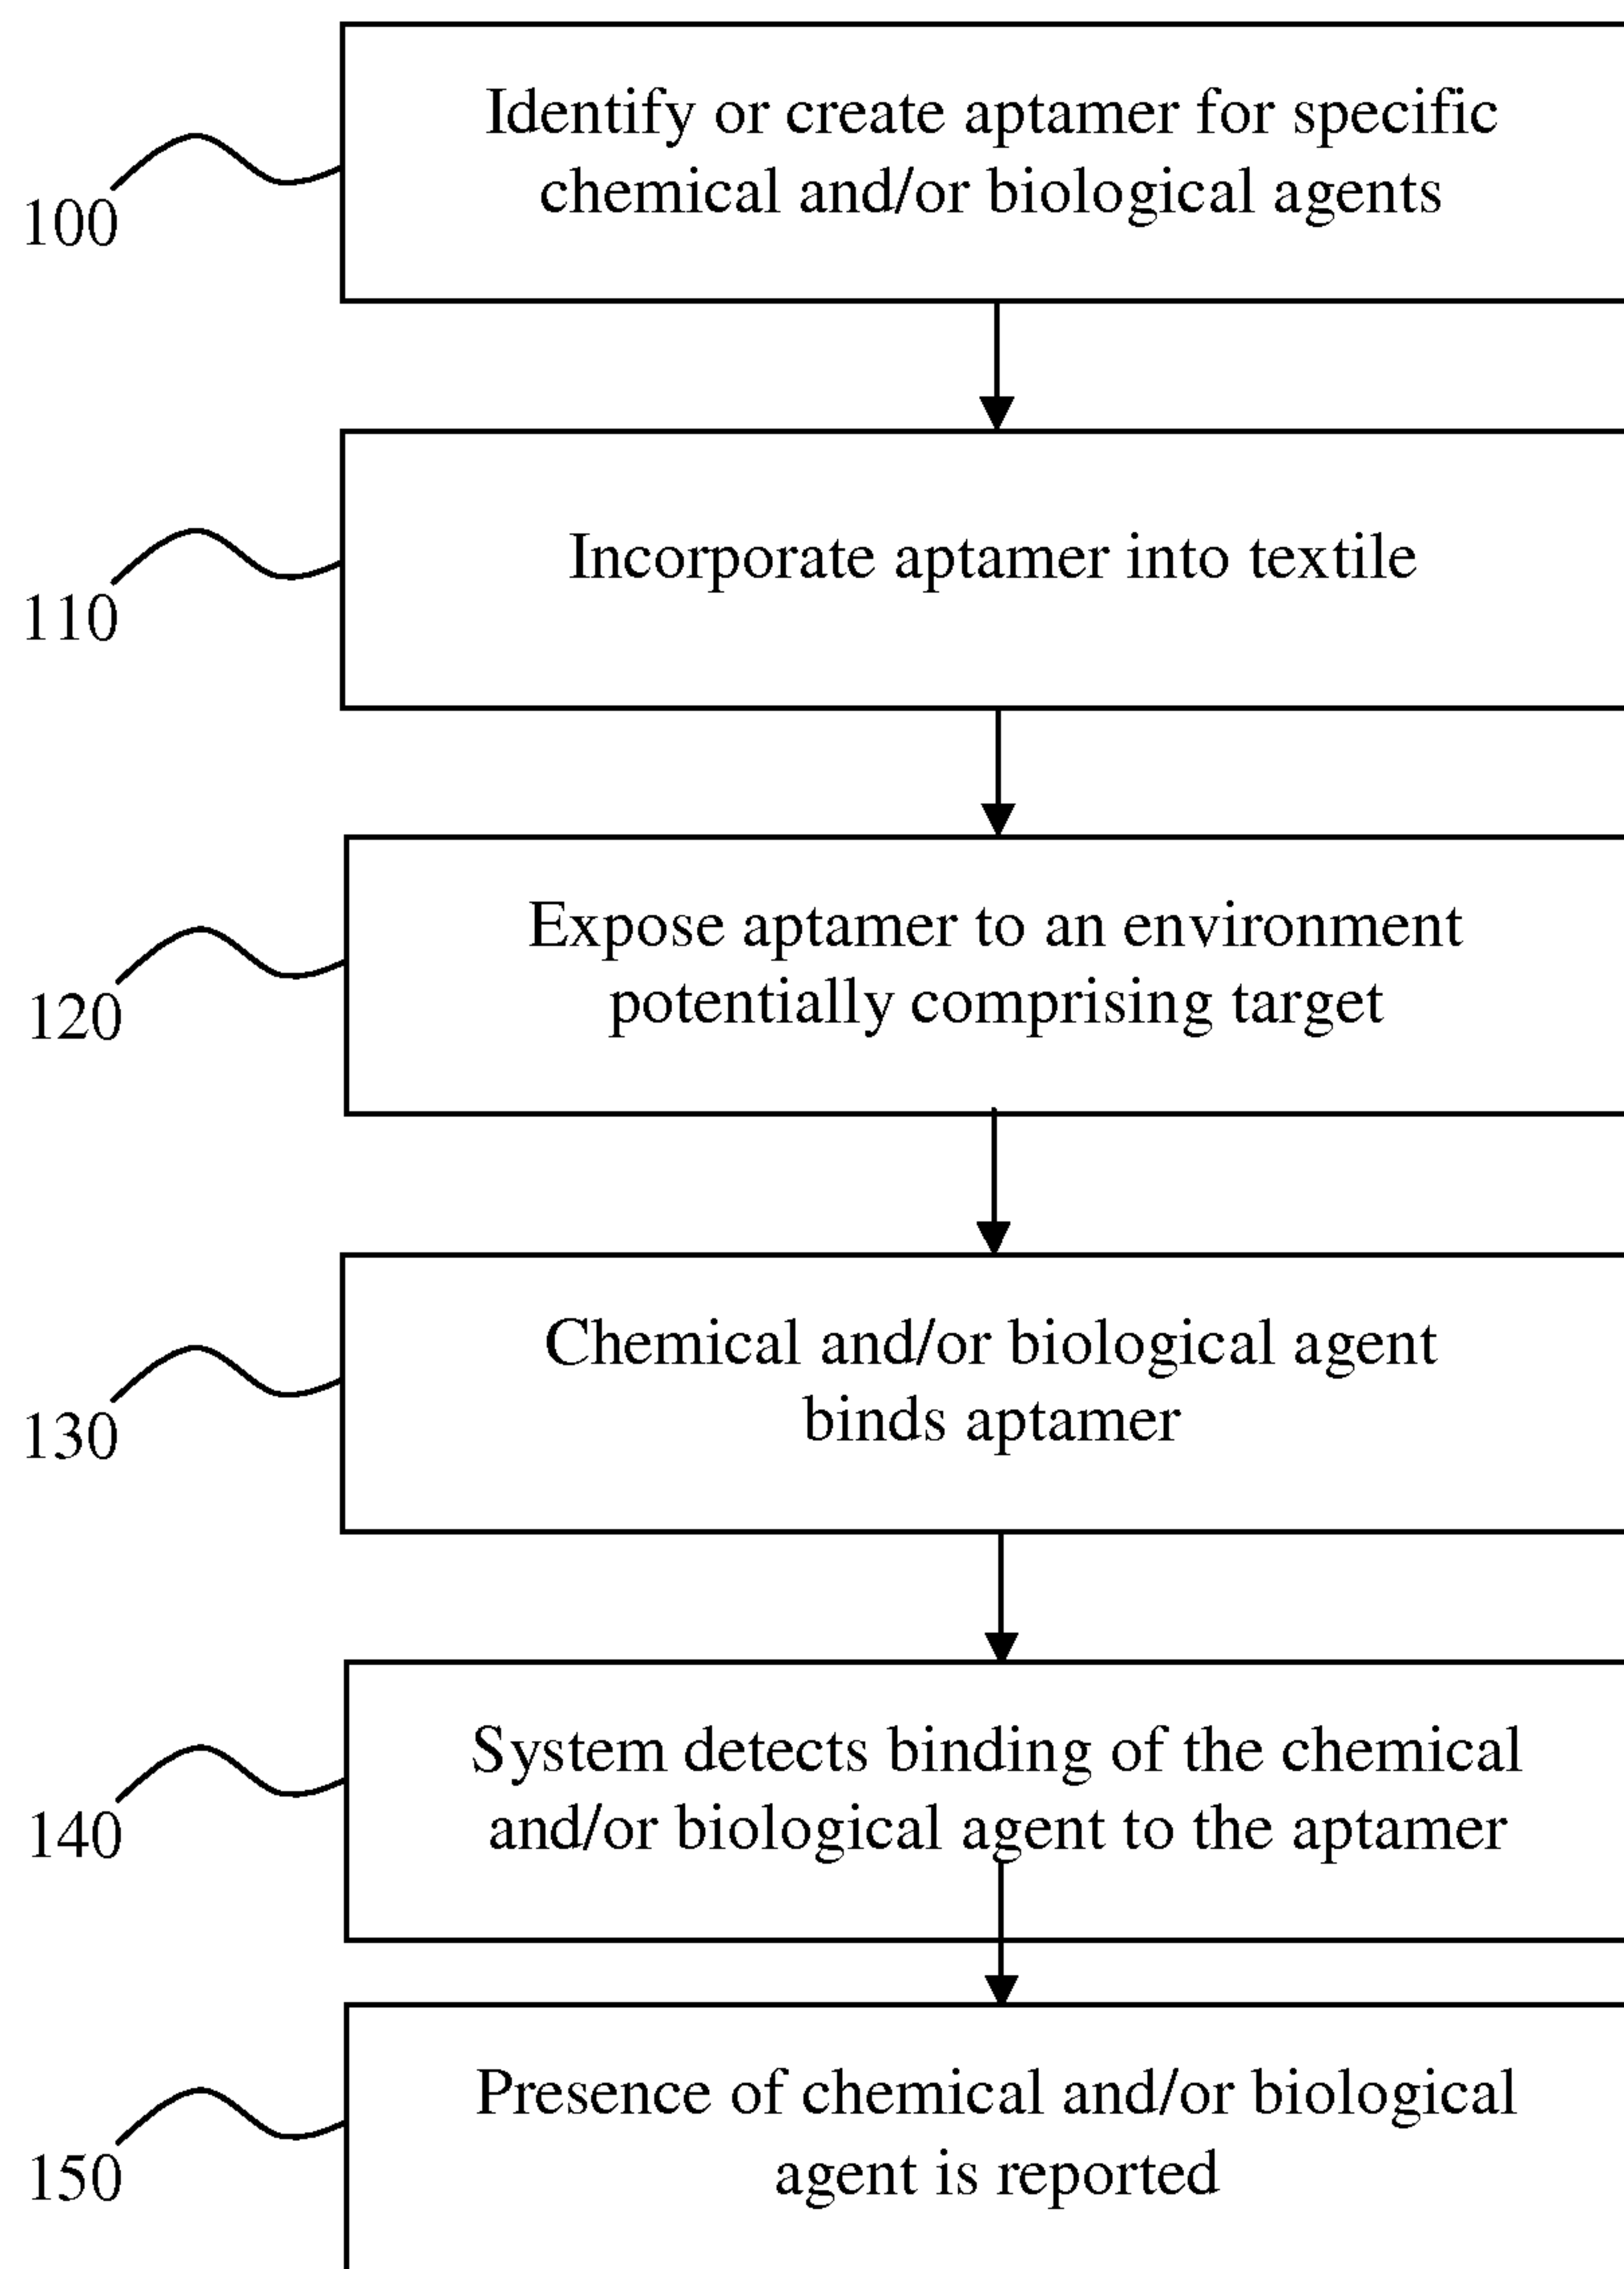 Identify or create aptamer for specific
chemical and/or biological agents
100
Incorporate aptamer into textile
110
Expose aptamer to an environment
potentially comprising target
120
Chemical and/or biological agent
binds aptamer
130
System detects binding of the chemical
and/or biological agent to the aptamer
140
Presence of chemical and/or biological
agent is reported
150